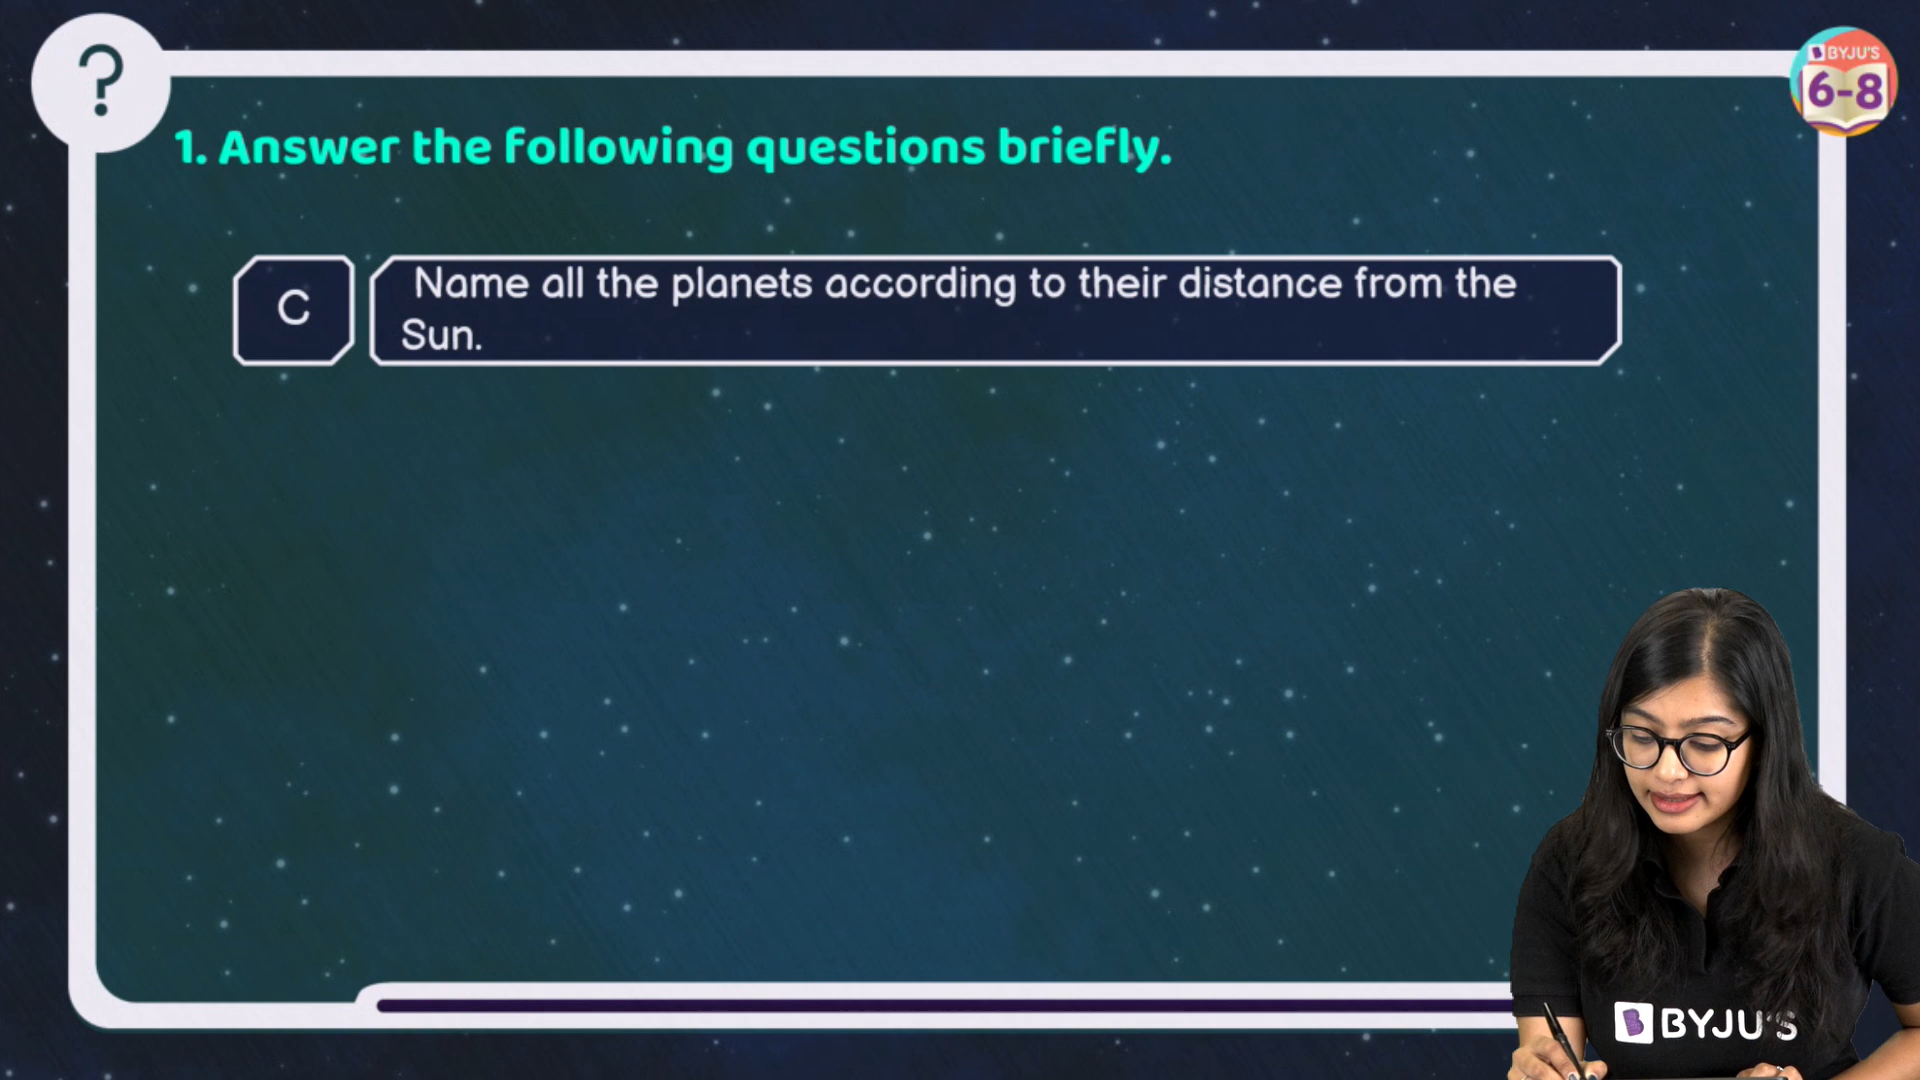 ?
BYJU'S
6-8
1. Answer the following questions briefly.
C
Name all the planets according to their distance from the
Sun.
BYJU'S